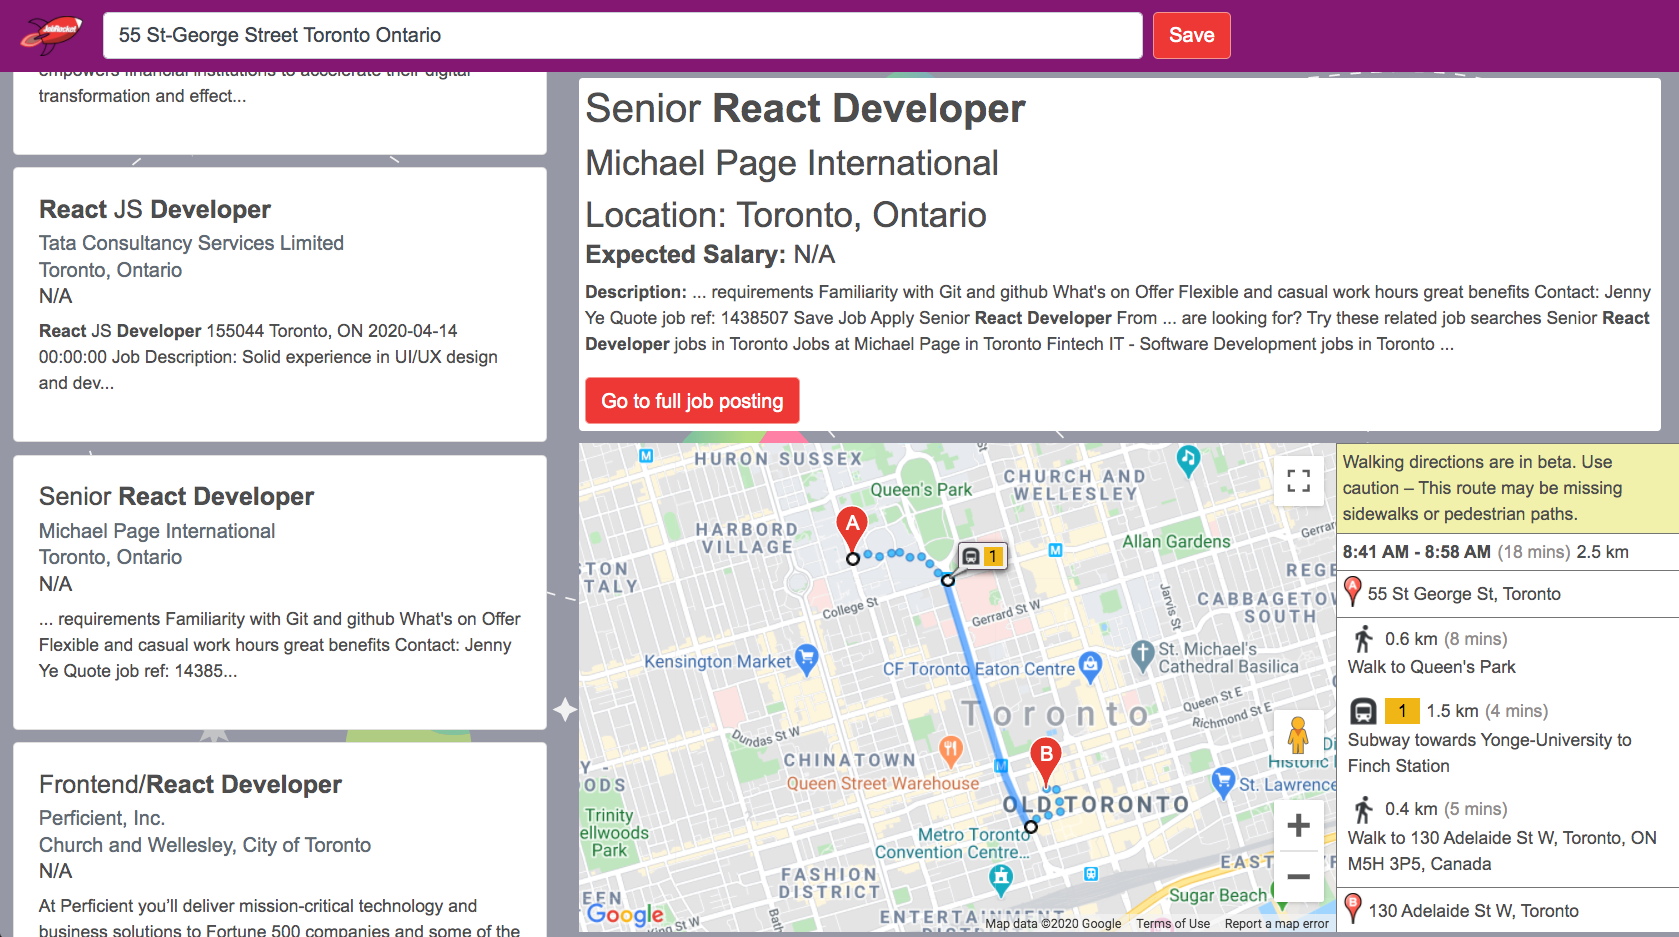 JobRocket
55 St-George Street Toronto Ontario
Save
empowers financial institutions to accelerate their digital
transformation and effect...
React JS Developer
Tata Consultancy Services Limited
Toronto, Ontario
N/A
React JS Developer 155044 Toronto, ON 2020-04-14
00:00:00 Job Description: Solid experience in UI/UX design
and dev...
Senior React Developer
Michael Page International
Toronto, Ontario
N/A
... requirements Familiarity with Git and github What's on Offer
Flexible and casual work hours great benefits Contact: Jenny
Ye Quote job ref: 14385...
Frontend/React Developer
Perficient, Inc.
Church and Wellesley, City of Toronto
N/A
At Perficient you'll deliver mission-critical technology and
business solutions to Fortune 500 companies and some of the
Senior React Developer
Michael Page International
Location: Toronto, Ontario
Expected Salary: N/A
Description: ... requirements Familiarity with Git and github What's on Offer Flexible and casual work hours great benefits Contact: Jenny
Ye Quote job ref: 1438507 Save Job Apply Senior React Developer From ... are looking for? Try these related job searches Senior React
Developer jobs in Toronto Jobs at Michael Page in Toronto Fintech IT - Software Development jobs in Toronto ...
Go to full job posting
M
HURON SUSSEX
Queen's Park
CHURCH AND
WELLESLEY
HARBORD
VILLAGE
A
1
M
Allan Gardens
Gerrar
TON
TALY
REGE
CABBAGETOW
SOUTH
College St
Gerrard St W
Jarvis St
Kensington Market
CF Toronto Eaton Centre
St. Michael's
Cathedral Basilica
Queen St E
Richmond St E
Toronto
Dundas St W
CHINATOWN
Queen Street Warehouse
M
B
Di
Historic
St. Lawrence
Y -
ODS
OLD TORONTO
Trinity
ellwoods
Park
Metro Toronto
Convention Centre...
FASHION
DISTRICT
EAST
Sugar Beach
EEN
King St W
Bath
ENTERTAINMENT
DIST
Google
Map data ©2020 Google
Terms of Use
Report a map error
Walking directions are in beta. Use
caution – This route may be missing
sidewalks or pedestrian paths.
8:41 AM - 8:58 AM (18 mins) 2.5 km
A 55 St George St, Toronto
0.6 km (8 mins)
Walk to Queen's Park
1 1.5 km (4 mins)
Subway towards Yonge-University to
Finch Station
0.4 km (5 mins)
Walk to 130 Adelaide St W, Toronto, ON
M5H 3P5, Canada
B 130 Adelaide St W, Toronto